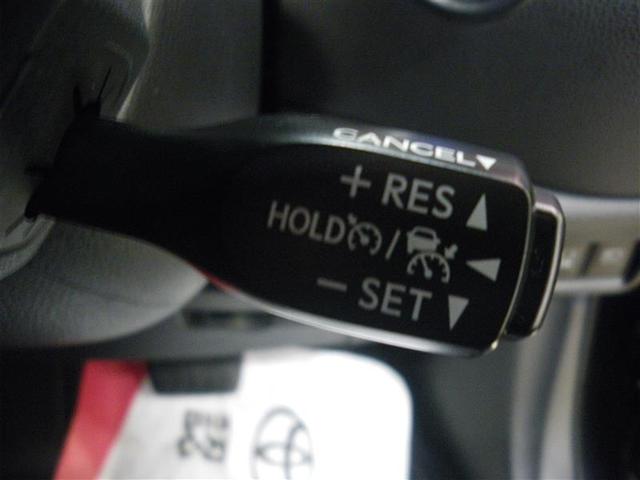 CANCEL▼
+ RES ▲
HOLD / ◀
− SET ▼